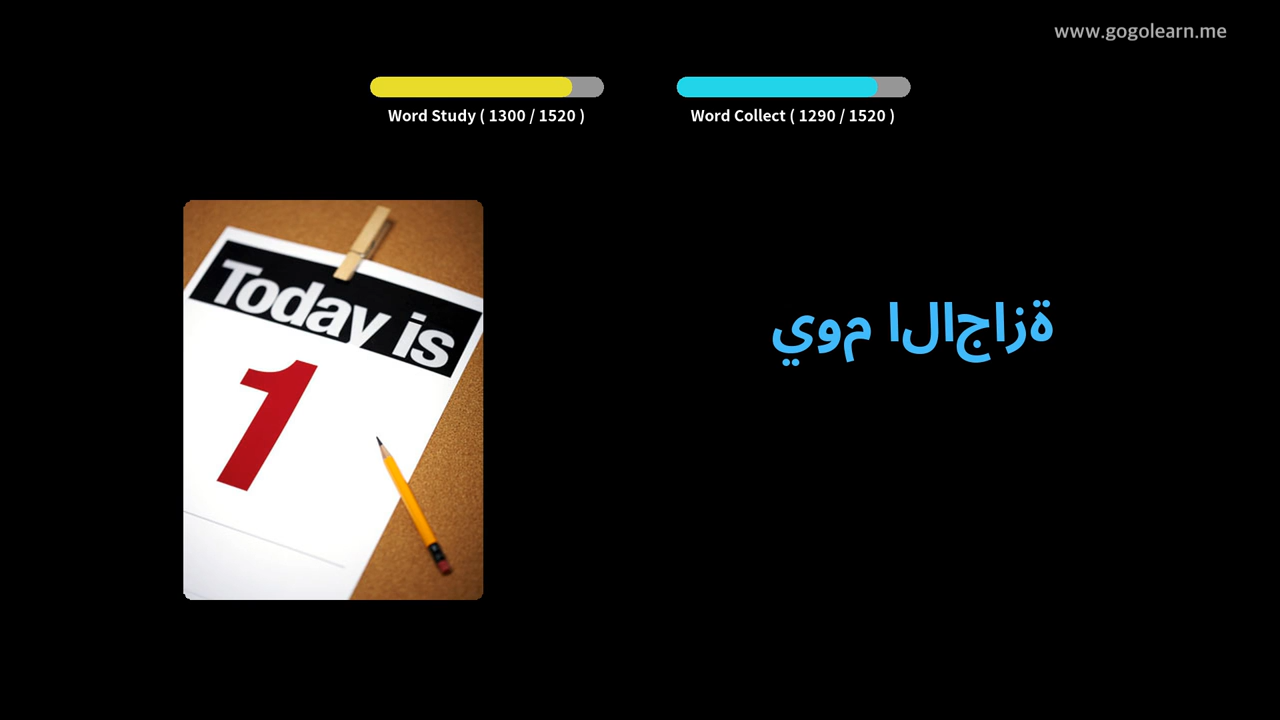 www.gogolearn.me
Word Study ( 1300 / 1520 )
Word Collect ( 1290 / 1520 )
Today is
1
يوم الاجازة